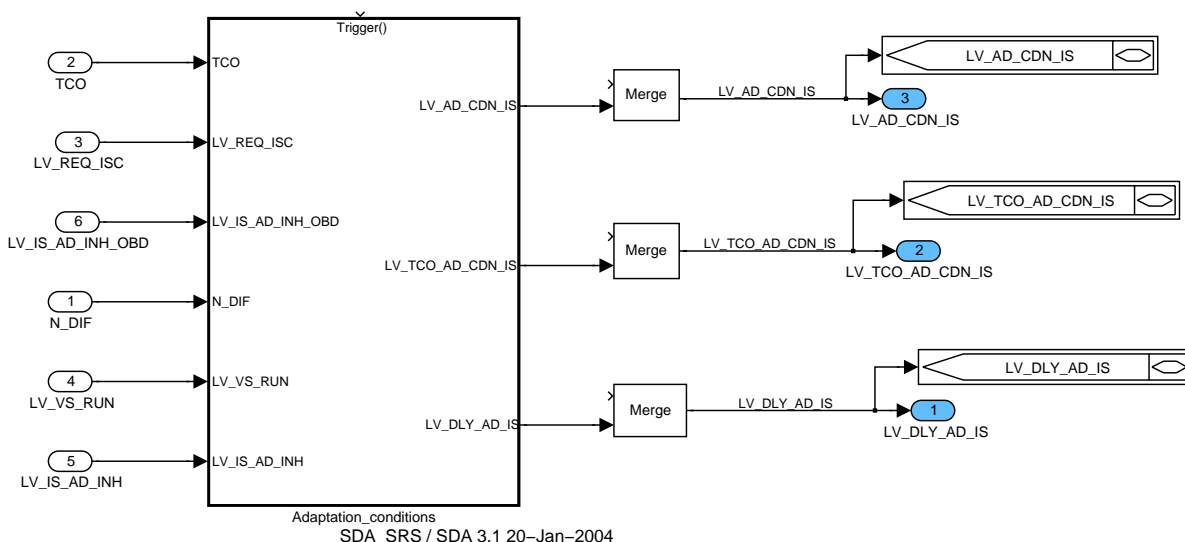 Trigger()
2
TCO
TCO
3
LV_REQ_ISC
LV_REQ_ISC
6
LV_IS_AD_INH_OBD
LV_IS_AD_INH_OBD
1
N_DIF
N_DIF
4
LV_VS_RUN
LV_VS_RUN
5
LV_IS_AD_INH
LV_IS_AD_INH
LV_AD_CDN_IS
Merge
LV_AD_CDN_IS
LV_AD_CDN_IS
3
LV_AD_CDN_IS
LV_TCO_AD_CDN_IS
Merge
LV_TCO_AD_CDN_IS
LV_TCO_AD_CDN_IS
2
LV_TCO_AD_CDN_IS
LV_DLY_AD_IS
Merge
LV_DLY_AD_IS
LV_DLY_AD_IS
1
LV_DLY_AD_IS
Adaptation_conditions
SDA_SRS / SDA 3.1 20−Jan−2004